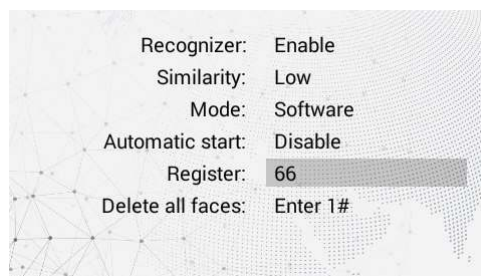 Recognizer: Enable
Similarity: Low
Mode: Software
Automatic start: Disable
Register: 66
Delete all faces: Enter 1#